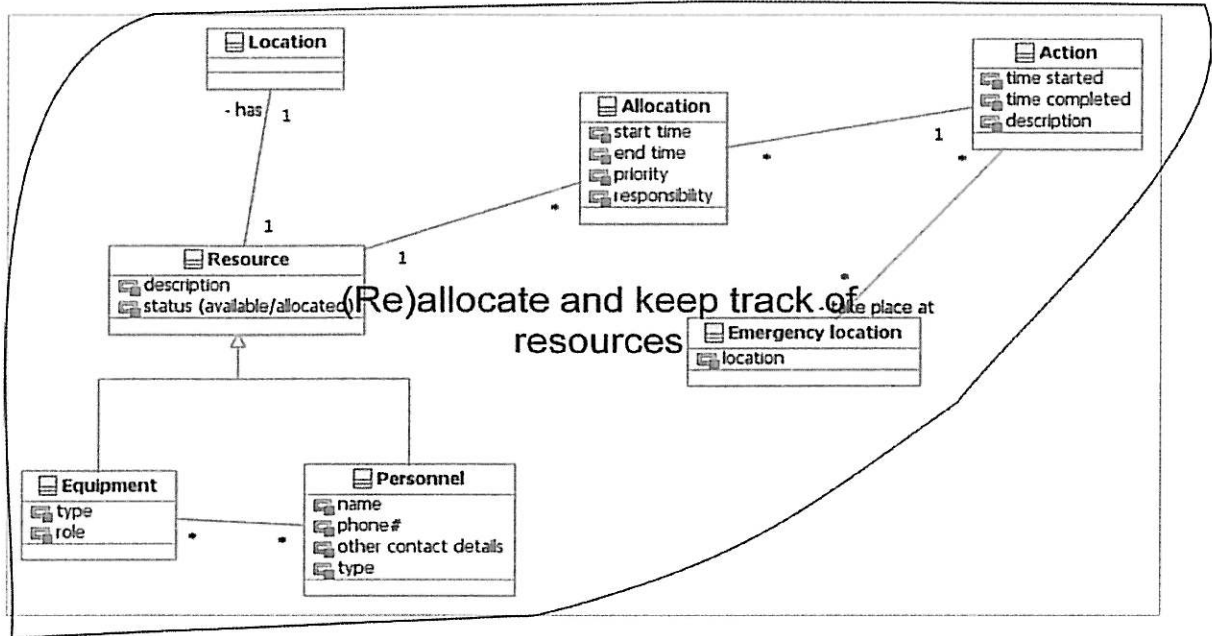 Location
- has
1
1
Allocation
start time
end time
priority
responsibility
Action
time started
time completed
description
1
*
*
*
1
Resource
description
status (available/allocated)
(Re)allocate and keep track of
resources
*
place at
Emergency location
location
Equipment
type
role
*
*
Personnel
name
phone#
other contact details
type